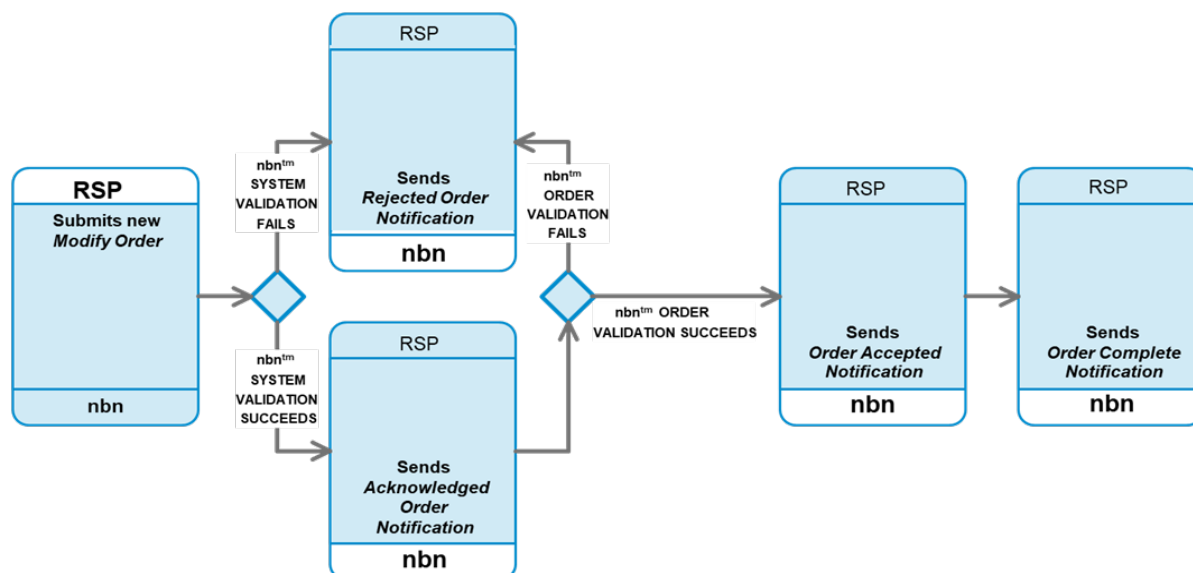 RSP
Submits new
Modify Order
nbn
nbn™
SYSTEM
VALIDATION
FAILS
nbn™
SYSTEM
VALIDATION
SUCCEEDS
RSP
Sends
Rejected Order
Notification
nbn
RSP
Sends
Acknowledged
Order
Notification
nbn
nbn™
ORDER
VALIDATION
FAILS
nbn™ ORDER
VALIDATION SUCCEEDS
RSP
Sends
Order Accepted
Notification
nbn
RSP
Sends
Order Complete
Notification
nbn